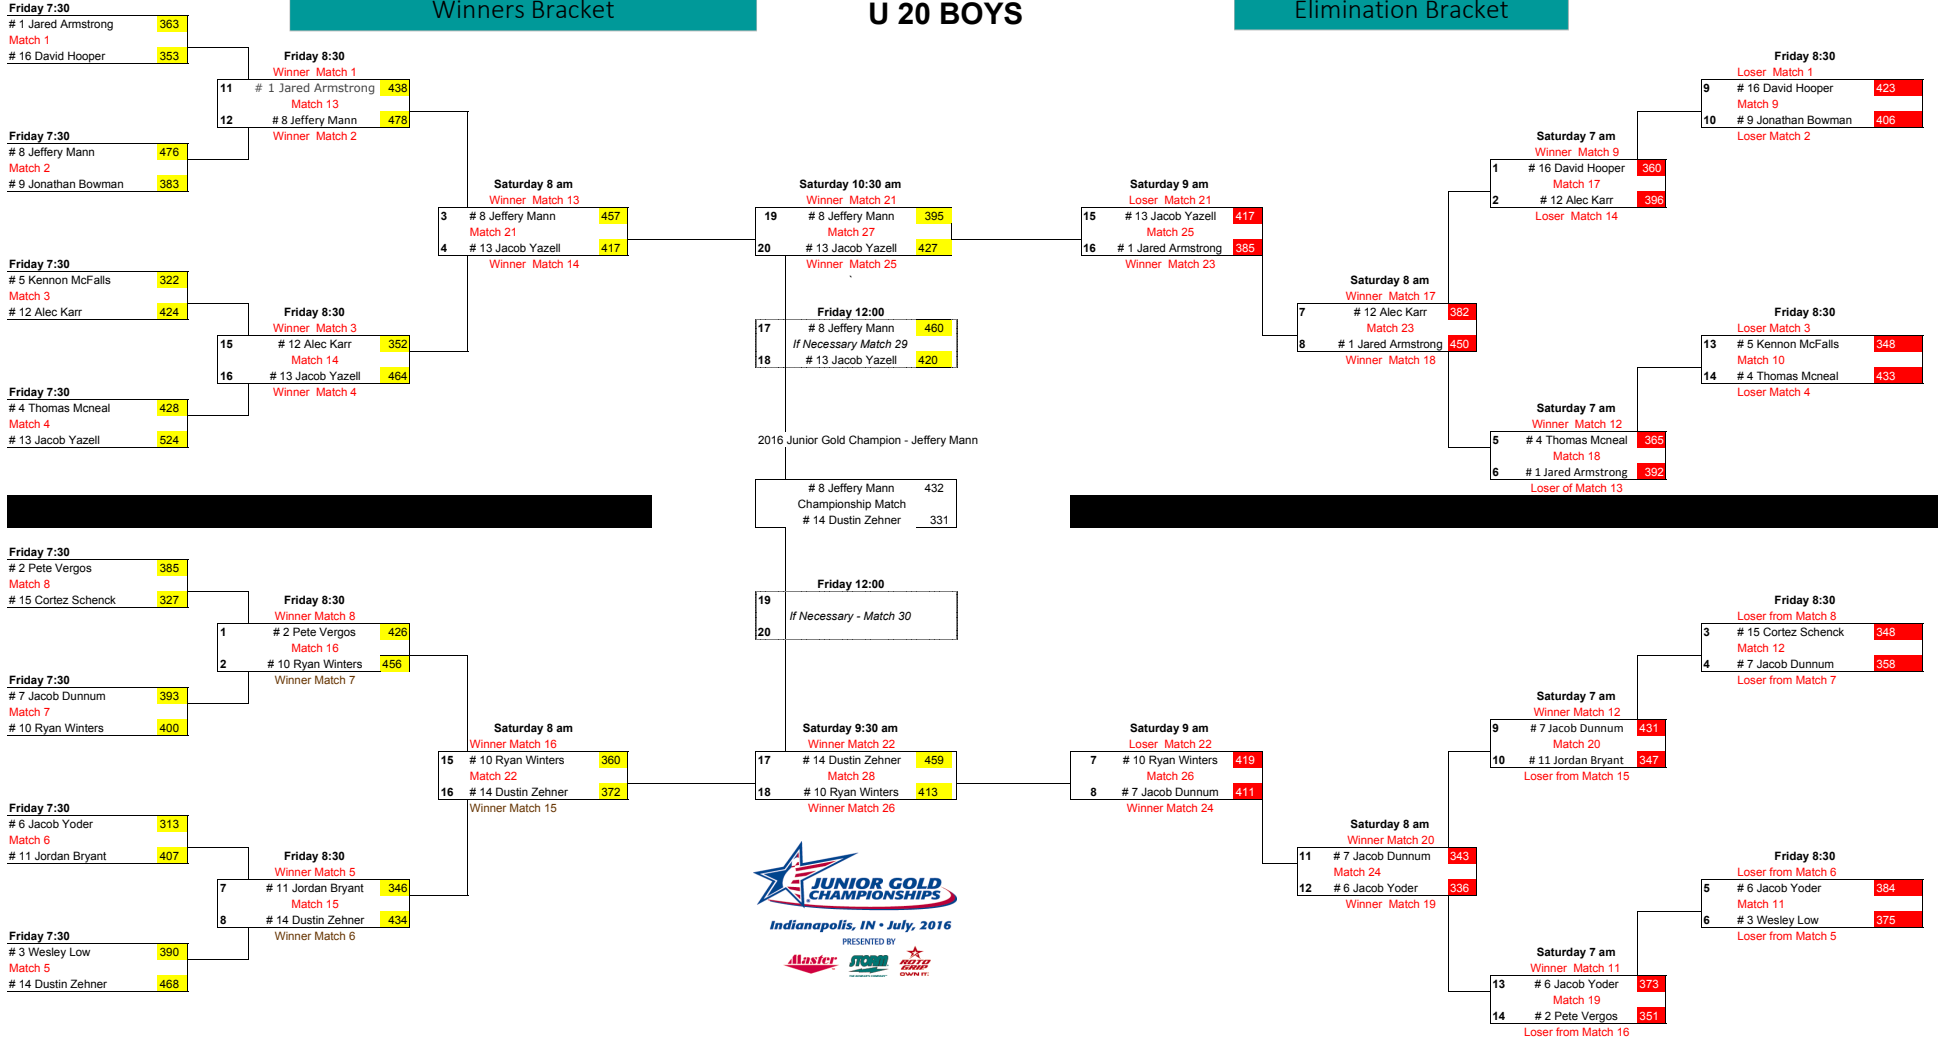 Winners Bracket
U 20 BOYS
Elimination Bracket
Friday 7:30
# 1 Jared Armstrong 363
Match 1
# 16 David Hooper 353
Friday 7:30
# 8 Jeffery Mann 476
Match 2
# 9 Jonathan Bowman 383
Friday 7:30
# 5 Kennon McFalls 322
Match 3
# 12 Alec Karr 424
Friday 7:30
# 4 Thomas Mcneal 428
Match 4
# 13 Jacob Yazell 524
Friday 8:30
Winner Match 1
11 # 1 Jared Armstrong 438
Match 13
12 # 8 Jeffery Mann 478
Winner Match 2
Friday 8:30
Winner Match 3
15 # 12 Alec Karr 352
Match 14
16 # 13 Jacob Yazell 464
Winner Match 4
Saturday 8 am
Winner Match 13
3 # 8 Jeffery Mann 457
Match 21
4 # 13 Jacob Yazell 417
Winner Match 14
Saturday 10:30 am
Winner Match 21
19 # 8 Jeffery Mann 395
Match 27
20 # 13 Jacob Yazell 427
Winner Match 25
`
Friday 12:00
17 # 8 Jeffery Mann 460
If Necessary Match 29
18 # 13 Jacob Yazell 420
2016 Junior Gold Champion - Jeffery Mann
# 8 Jeffery Mann 432
Championship Match
# 14 Dustin Zehner 331
Friday 12:00
19
If Necessary - Match 30
20
Saturday 9 am
Loser Match 21
15 # 13 Jacob Yazell 417
Match 25
16 # 1 Jared Armstrong 385
Winner Match 23
Saturday 8 am
Winner Match 17
7 # 12 Alec Karr 382
Match 23
8 # 1 Jared Armstrong 450
Winner Match 18
Saturday 7 am
Winner Match 9
1 # 16 David Hooper 360
Match 17
2 # 12 Alec Karr 396
Loser Match 14
Saturday 7 am
Winner Match 12
5 # 4 Thomas Mcneal 365
Match 18
6 # 1 Jared Armstrong 392
Loser of Match 13
Friday 8:30
Loser Match 1
9 # 16 David Hooper 423
Match 9
10 # 9 Jonathan Bowman 406
Loser Match 2
Friday 8:30
Loser Match 3
13 # 5 Kennon McFalls 348
Match 10
14 # 4 Thomas Mcneal 433
Loser Match 4
Friday 7:30
# 2 Pete Vergos 385
Match 8
# 15 Cortez Schenck 327
Friday 7:30
# 7 Jacob Dunnum 393
Match 7
# 10 Ryan Winters 400
Friday 7:30
# 6 Jacob Yoder 313
Match 6
# 11 Jordan Bryant 407
Friday 7:30
# 3 Wesley Low 390
Match 5
# 14 Dustin Zehner 468
Friday 8:30
Winner Match 8
1 # 2 Pete Vergos 426
Match 16
2 # 10 Ryan Winters 456
Winner Match 7
Friday 8:30
Winner Match 5
7 # 11 Jordan Bryant 346
Match 15
8 # 14 Dustin Zehner 434
Winner Match 6
Saturday 8 am
Winner Match 16
15 # 10 Ryan Winters 360
Match 22
16 # 14 Dustin Zehner 372
Winner Match 15
Saturday 9:30 am
Winner Match 22
17 # 14 Dustin Zehner 459
Match 28
18 # 10 Ryan Winters 413
Winner Match 26
JUNIOR GOLD
CHAMPIONSHIPS
Indianapolis, IN • July, 2016
PRESENTED BY
Master STORM ROTO GRIP
OWN IT.
Saturday 9 am
Loser Match 22
7 # 10 Ryan Winters 419
Match 26
8 # 7 Jacob Dunnum 411
Winner Match 24
Saturday 8 am
Winner Match 20
11 # 7 Jacob Dunnum 343
Match 24
12 # 6 Jacob Yoder 336
Winner Match 19
Saturday 7 am
Winner Match 12
9 # 7 Jacob Dunnum 431
Match 20
10 # 11 Jordan Bryant 347
Loser from Match 15
Saturday 7 am
Winner Match 11
13 # 6 Jacob Yoder 373
Match 19
14 # 2 Pete Vergos 351
Loser from Match 16
Friday 8:30
Loser from Match 8
3 # 15 Cortez Schenck 348
Match 12
4 # 7 Jacob Dunnum 358
Loser from Match 7
Friday 8:30
Loser from Match 6
5 # 6 Jacob Yoder 384
Match 11
6 # 3 Wesley Low 375
Loser from Match 5